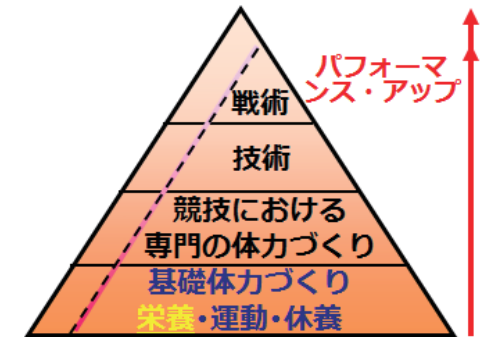 パフォーマ
ンス・アップ
戦術
技術
競技における
専門の体力づくり
基礎体力づくり
栄養・運動・休養